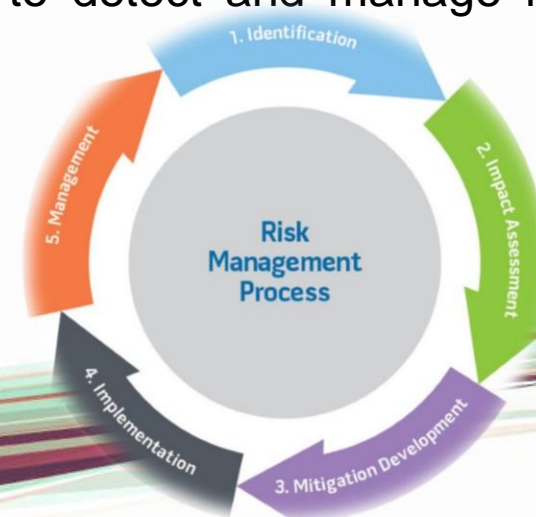 to detect and manage
1. Identification
2. Impact Assessment
3. Mitigation Development
4. Implementation
5. Management
Risk
Management
Process